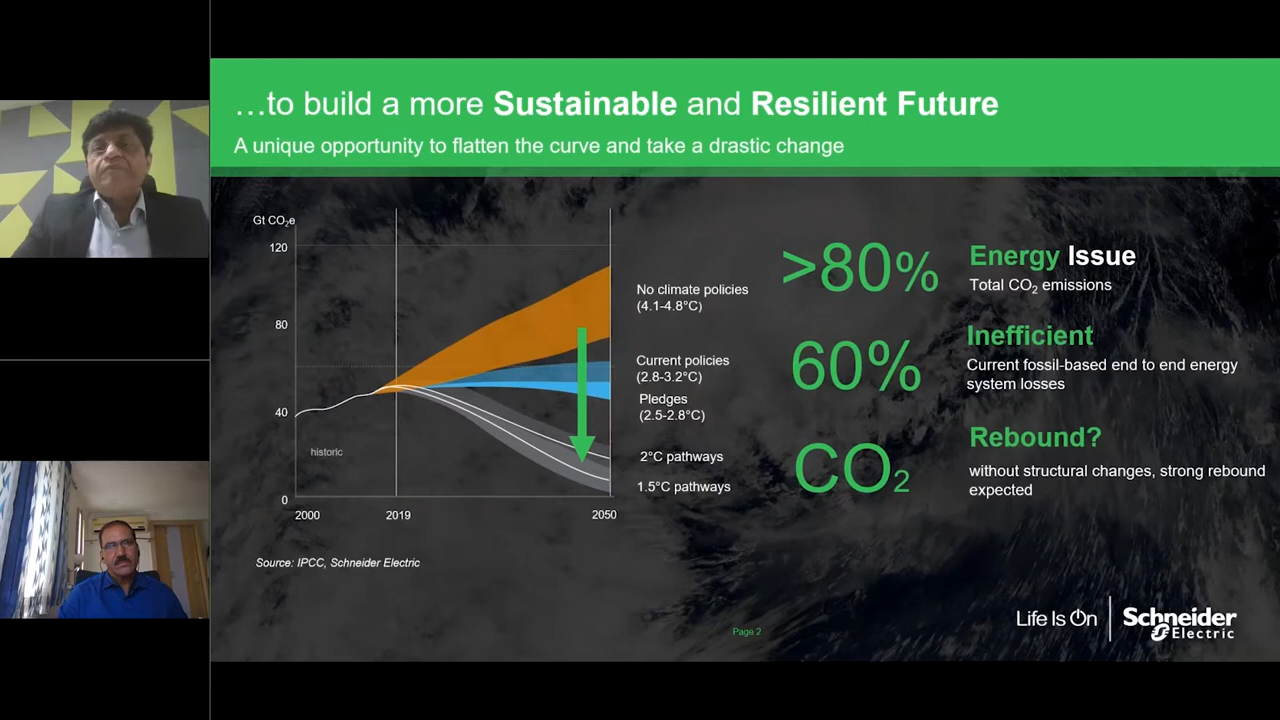 …to build a more Sustainable and Resilient Future
A unique opportunity to flatten the curve and take a drastic change
Gt CO₂e
120
80
40
0
historic
2000
2019
2050
No climate policies
(4.1-4.8°C)
Current policies
(2.8-3.2°C)
Pledges
(2.5-2.8°C)
2°C pathways
1.5°C pathways
Source: IPCC, Schneider Electric
>80%
Energy Issue
Total CO₂ emissions
60%
Inefficient
Current fossil-based end to end energy
system losses
CO₂
Rebound?
without structural changes, strong rebound
expected
Page 2
Life Is On
Schneider
Electric